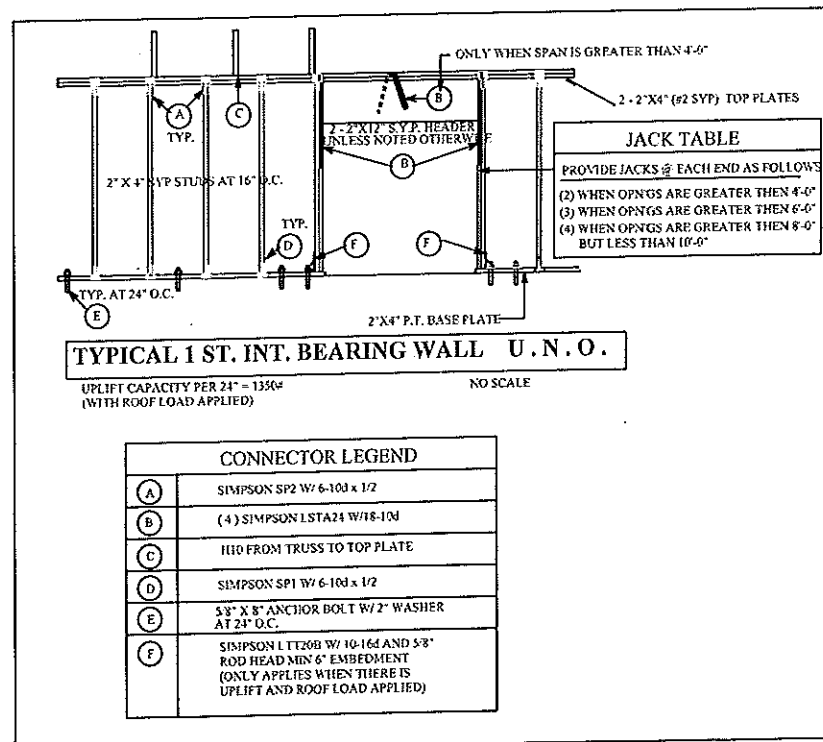 ONLY WHEN SPAN IS GREATER THAN 4'-0"
B
2 - 2"X4" (#2 SYP) TOP PLATES
A
TYP.
C
2 - 2"X12" S.Y.P. HEADER
UNLESS NOTED OTHERWISE
B
JACK TABLE
PROVIDE JACKS @ EACH END AS FOLLOWS
(2) WHEN OPN'GS ARE GREATER THEN 4'-0"
(3) WHEN OPN'GS ARE GREATER THEN 6'-0"
(4) WHEN OPN'GS ARE GREATER THEN 8'-0"
BUT LESS THAN 10'-0"
2" X 4" SYP STUDS AT 16" O.C.
TYP.
D
F
F
TYP. AT 24" O.C.
E
2"X4" P.T. BASE PLATE
TYPICAL 1 ST. INT. BEARING WALL U.N.O.
UPLIFT CAPACITY PER 24" = 1350#
(WITH ROOF LOAD APPLIED)
NO SCALE
CONNECTOR LEGEND
A SIMPSON SP2 W/ 6-10d x 1/2
B (4) SIMPSON LSTA24 W/18-10d
C H10 FROM TRUSS TO TOP PLATE
D SIMPSON SP1 W/ 6-10d x 1/2
E 5/8" X 8" ANCHOR BOLT W/ 2" WASHER
AT 24" O.C.
F SIMPSON LTT20B W/ 10-16d AND 5/8"
ROD HEAD MIN 6" EMBEDMENT
(ONLY APPLIES WHEN THERE IS
UPLIFT AND ROOF LOAD APPLIED)